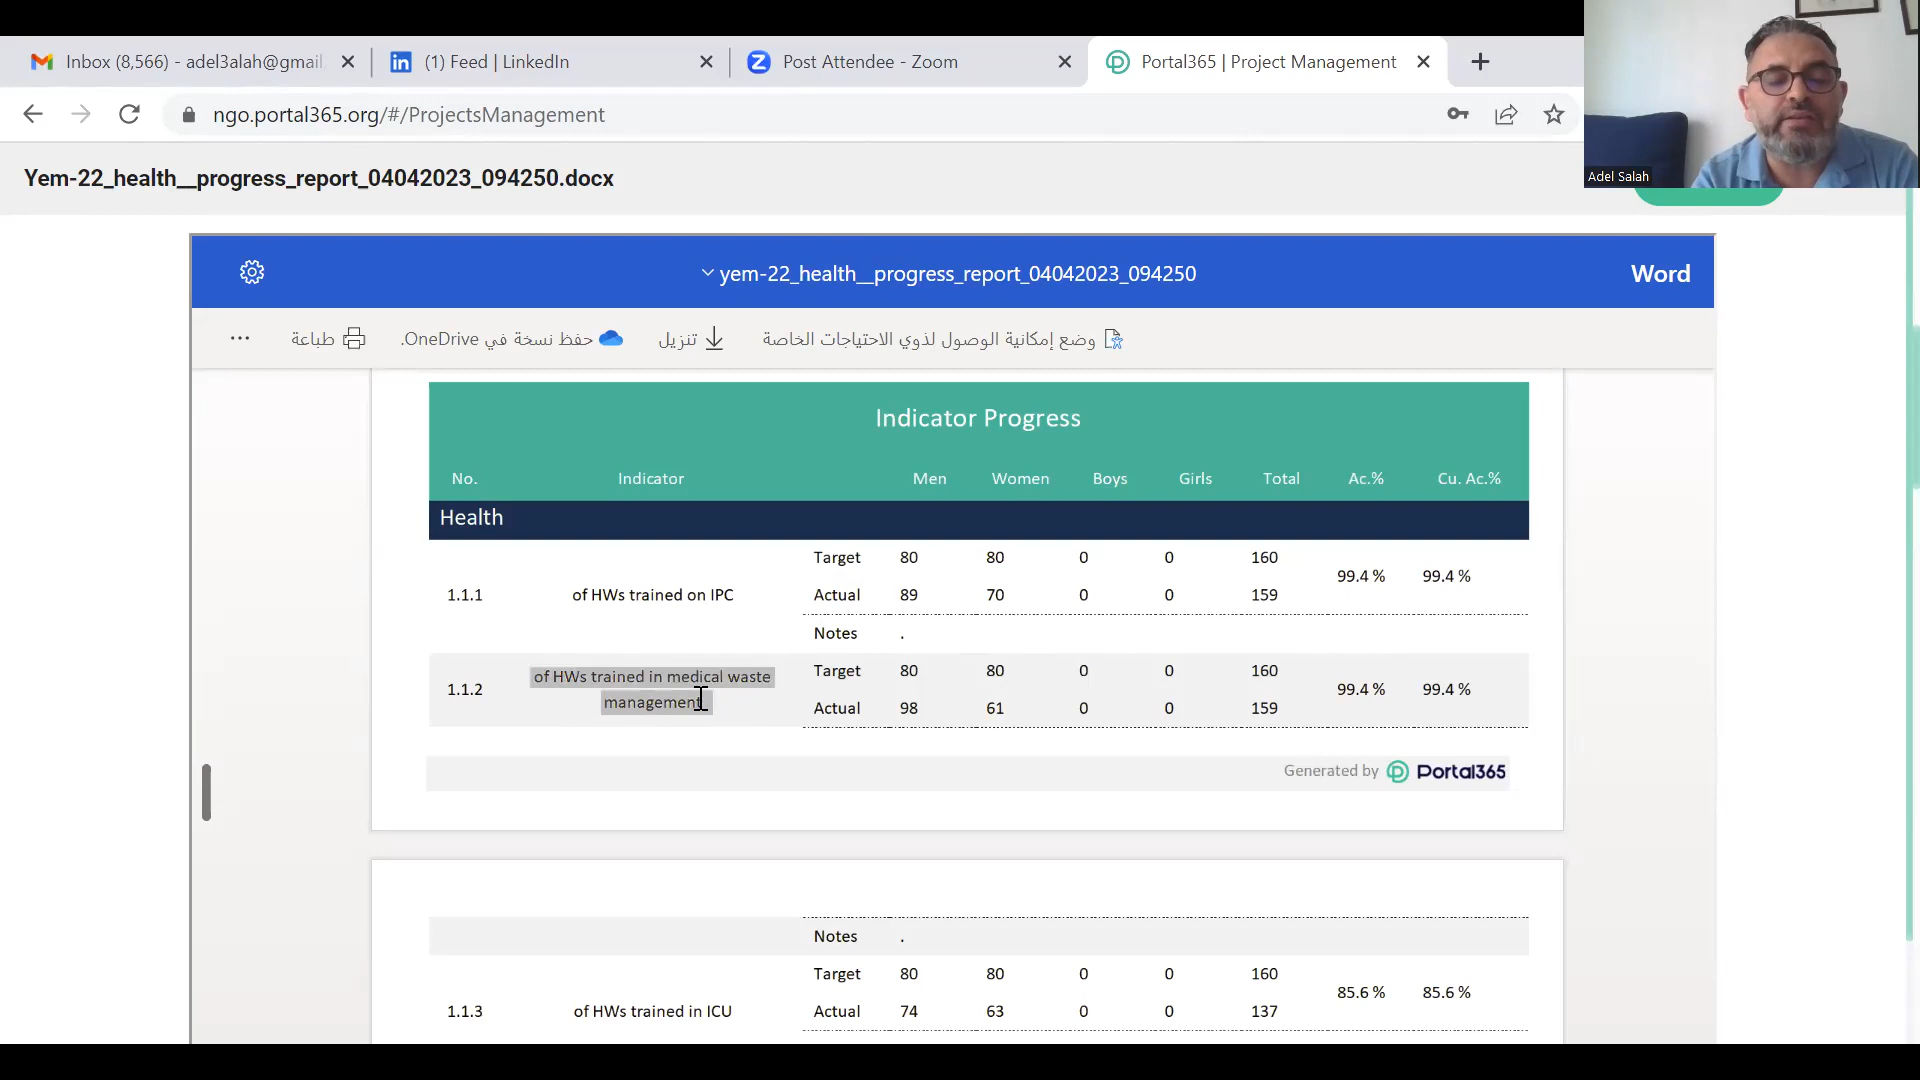 Inbox (8,566) - adel3alah@gmail.
(1) Feed | LinkedIn
Post Attendee - Zoom
Portal365 | Project Management
ngo.portal365.org/#/ProjectsManagement
Adel Salah
Yem-22_health__progress_report_04042023_094250.docx
yem-22_health__progress_report_04042023_094250
Word
وضع إمكانية الوصول لذوي الاحتياجات الخاصة
تنزيل
حفظ نسخة في OneDrive.
طباعة
Indicator Progress
No. Indicator Men Women Boys Girls Total Ac.% Cu. Ac.%
Health
Target 80 80 0 0 160
1.1.1 of HWs trained on IPC 99.4 % 99.4 %
Actual 89 70 0 0 159
Notes .
Target 80 80 0 0 160
1.1.2 of HWs trained in medical waste
management 99.4 % 99.4 %
Actual 98 61 0 0 159
Generated by Portal365
Notes .
Target 80 80 0 0 160
85.6 % 85.6 %
1.1.3 of HWs trained in ICU Actual 74 63 0 0 137